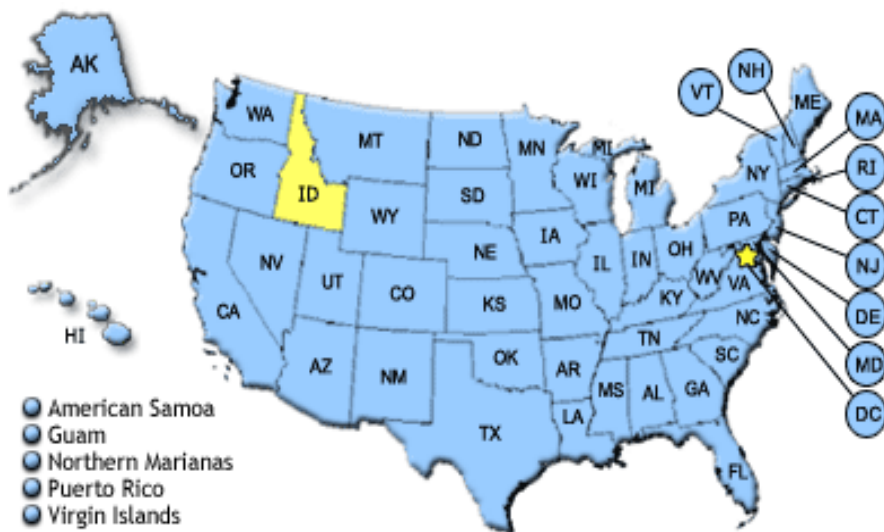 AK
NH
VT
ME
WA
MT
ND
MN
MI
MA
OR
ID
SD
WI
MI
NY
RI
WY
CT
IA
PA
NE
NV
UT
IL
IN
OH
NJ
CO
WV
VA
CA
KS
MO
KY
DE
HI
NC
TN
AZ
NM
OK
AR
SC
MD
MS
AL
GA
American Samoa
DC
LA
Guam
TX
Northern Marianas
FL
Puerto Rico
Virgin Islands